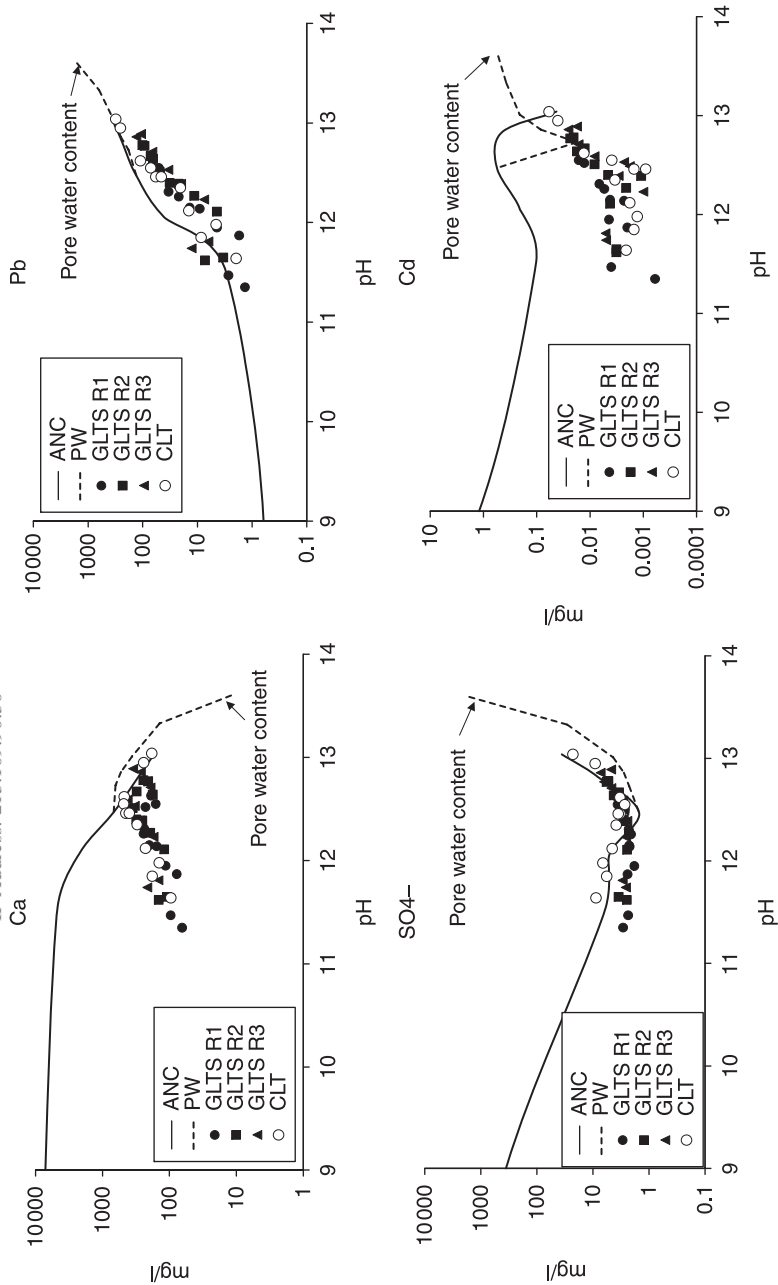 Ca
10000
1000
100
10
1
mg/l
9
10
11
12
13
14
pH
ANC
PW
GLTS R1
GLTS R2
GLTS R3
CLT
Pore water content
Pb
10000
1000
100
10
1
0.1
9
10
11
12
13
14
pH
ANC
PW
GLTS R1
GLTS R2
GLTS R3
CLT
Pore water content
SO4–
10000
1000
100
10
1
0.1
mg/l
9
10
11
12
13
14
pH
ANC
PW
GLTS R1
GLTS R2
GLTS R3
CLT
Pore water content
Cd
10
1
0.1
0.01
0.001
0.0001
mg/l
9
10
11
12
13
14
pH
ANC
PW
GLTS R1
GLTS R2
GLTS R3
CLT
Pore water content